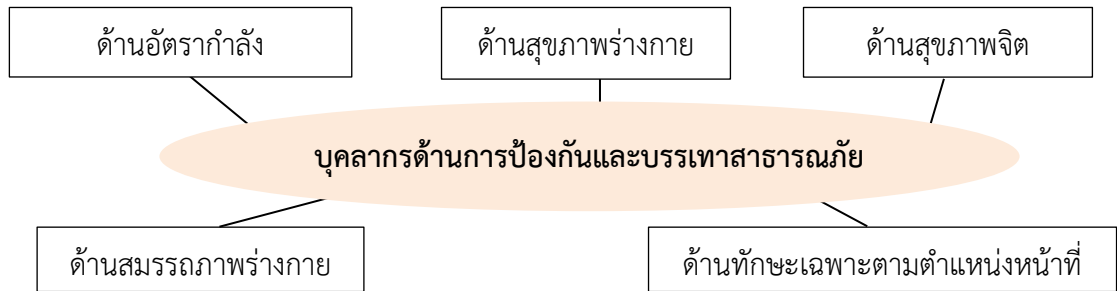 ด้านอัตรากำลัง
ด้านสุขภาพร่างกาย
ด้านสุขภาพจิต
บุคลากรด้านการป้องกันและบรรเทาสาธารณภัย
ด้านสมรรถภาพร่างกาย
ด้านทักษะเฉพาะตามตำแหน่งหน้าที่